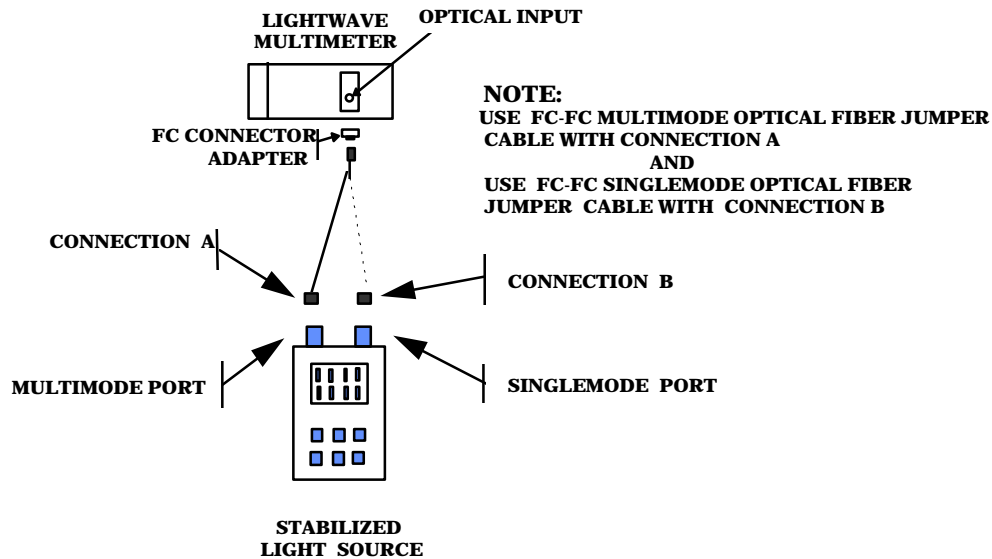 LIGHTWAVE
MULTIMETER
OPTICAL INPUT
NOTE:
USE FC-FC MULTIMODE OPTICAL FIBER JUMPER
CABLE WITH CONNECTION A
AND
USE FC-FC SINGLEMODE OPTICAL FIBER
JUMPER CABLE WITH CONNECTION B
FC CONNECTOR
ADAPTER
CONNECTION A
CONNECTION B
MULTIMODE PORT
SINGLEMODE PORT
STABILIZED
LIGHT SOURCE